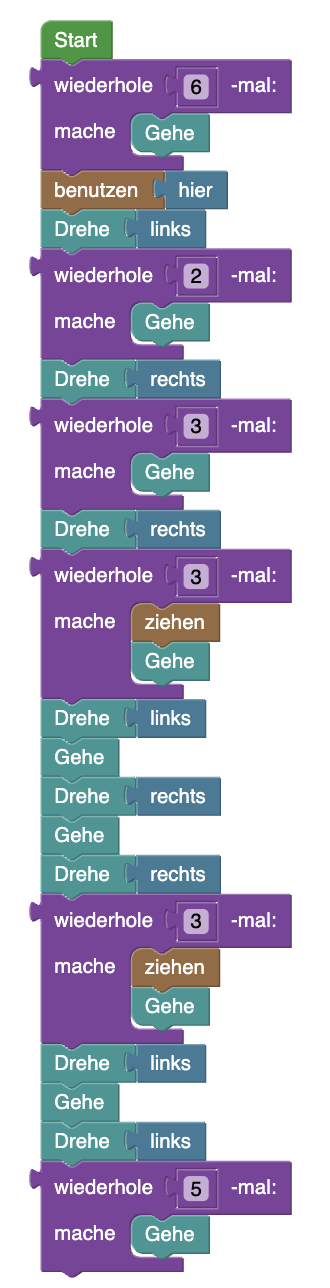 Start
wiederhole 6 -mal:
mache Gehe
benutzen hier
Drehe links
wiederhole 2 -mal:
mache Gehe
Drehe rechts
wiederhole 3 -mal:
mache Gehe
Drehe rechts
wiederhole 3 -mal:
mache ziehen
Gehe
Drehe links
Gehe
Drehe rechts
Gehe
Drehe rechts
wiederhole 3 -mal:
mache ziehen
Gehe
Drehe links
Gehe
Drehe links
wiederhole 5 -mal:
mache Gehe